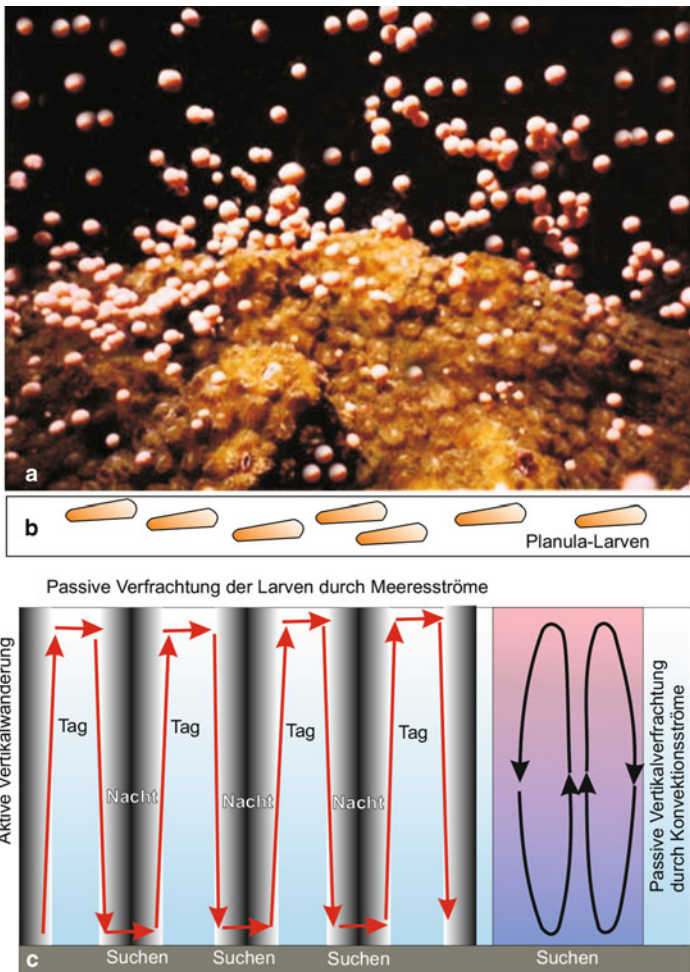 a
b
Planula-Larven
Passive Verfrachtung der Larven durch Meeresströme
Aktive Vertikalwanderung
Tag
Tag
Tag
Tag
Nacht
Nacht
Nacht
Passive Vertikalverfrachtung
durch Konvektionsströme
c
Suchen
Suchen
Suchen
Suchen